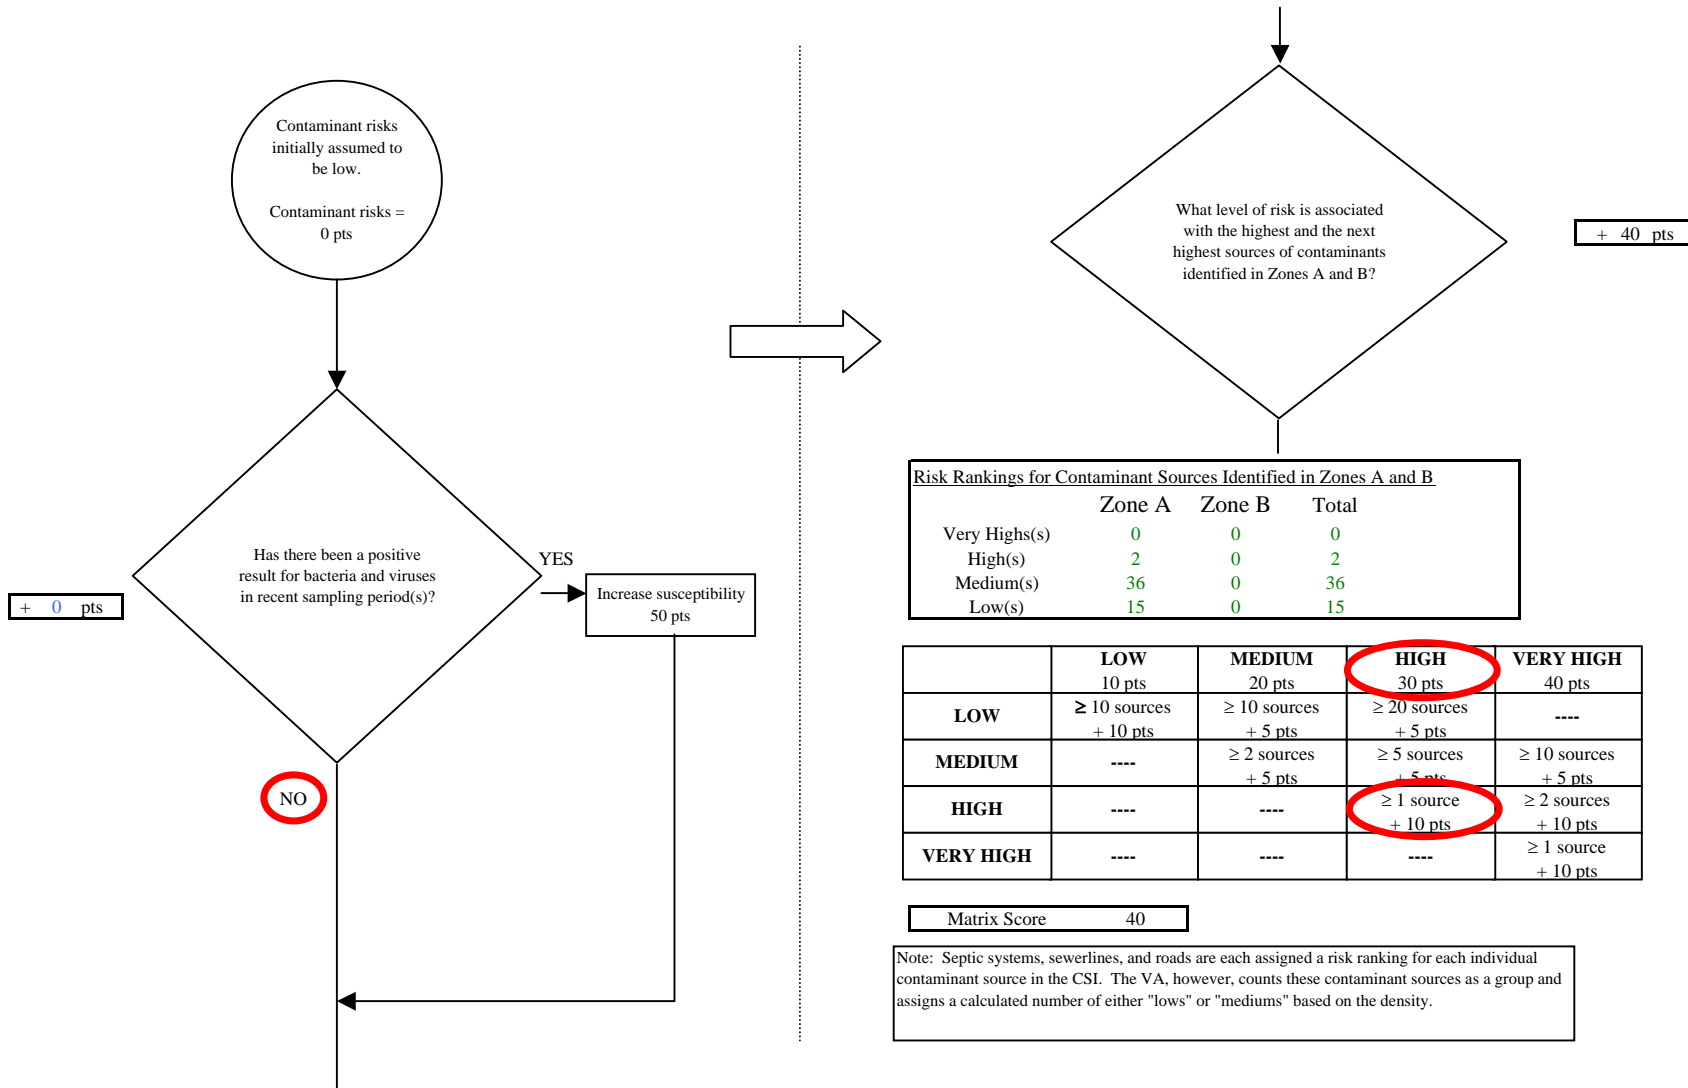 Contaminant risks
initially assumed to
be low.
Contaminant risks =
0 pts
Has there been a positive
result for bacteria and viruses
in recent sampling period(s)?
YES
Increase susceptibility
50 pts
+ 0 pts
NO
What level of risk is associated
with the highest and the next
highest sources of contaminants
identified in Zones A and B?
+ 40 pts
Risk Rankings for Contaminant Sources Identified in Zones A and B
Zone A Zone B Total
Very Highs(s) 0 0 0
High(s) 2 0 2
Medium(s) 36 0 36
Low(s) 15 0 15
LOW MEDIUM HIGH VERY HIGH
10 pts 20 pts 30 pts 40 pts
LOW ≥ 10 sources ≥ 10 sources ≥ 20 sources ----
+ 10 pts + 5 pts + 5 pts
MEDIUM ---- ≥ 2 sources ≥ 5 sources ≥ 10 sources
+ 5 pts + 5 pts + 5 pts
HIGH ---- ---- ≥ 1 source ≥ 2 sources
+ 10 pts + 10 pts
VERY HIGH ---- ---- ---- ≥ 1 source
+ 10 pts
Matrix Score 40
Note: Septic systems, sewerlines, and roads are each assigned a risk ranking for each individual
contaminant source in the CSI. The VA, however, counts these contaminant sources as a group and
assigns a calculated number of either "lows" or "mediums" based on the density.